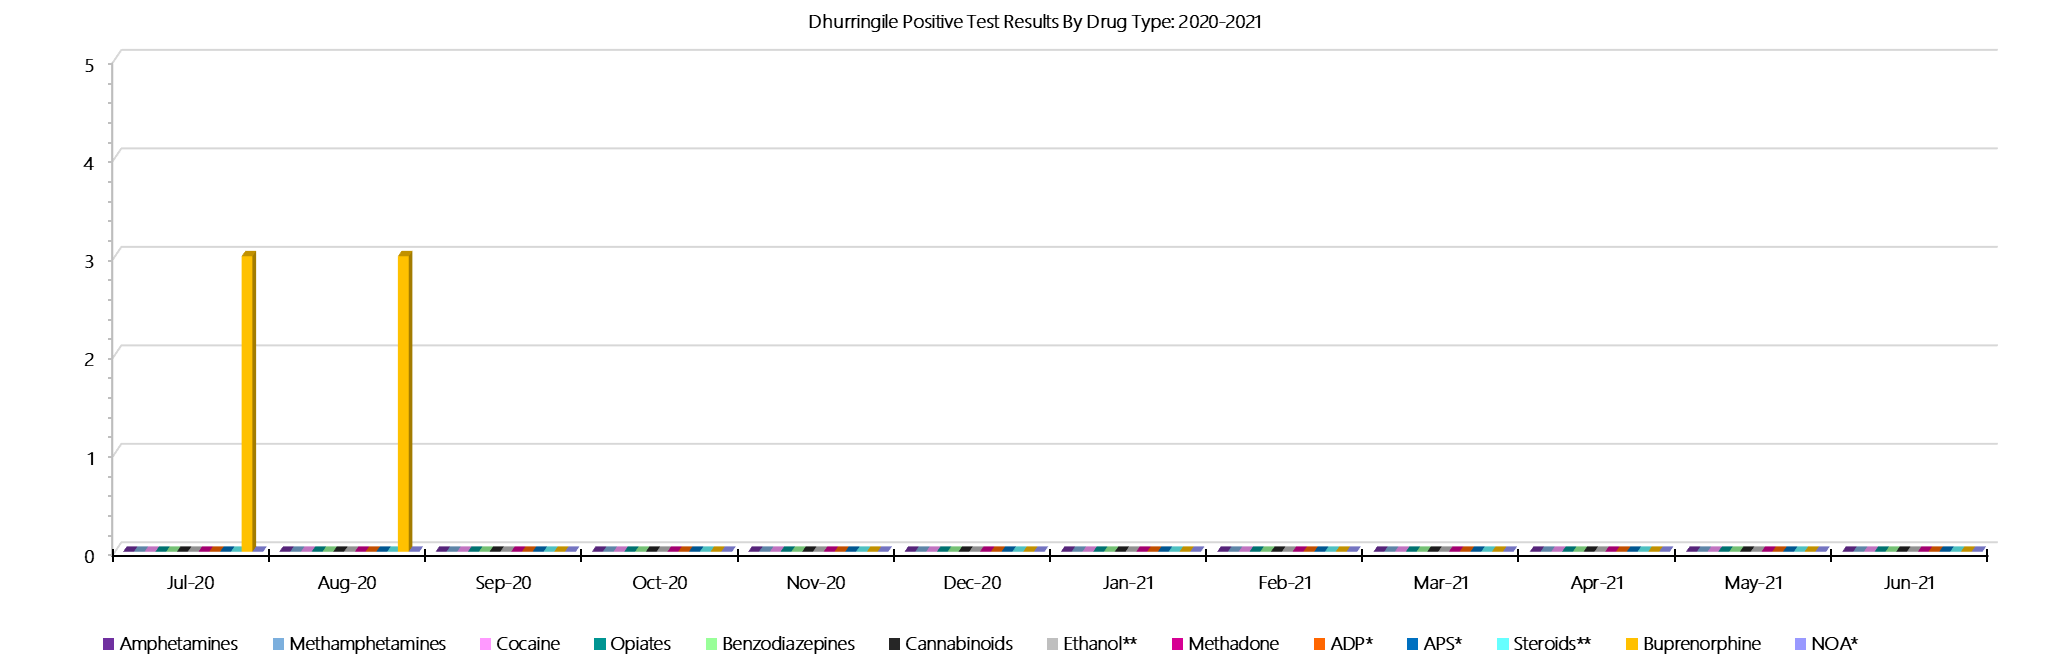 Dhurringile Positive Test Results By Drug Type: 2020-2021
5
4
3
2
1
0
Jul-20 Aug-20 Sep-20 Oct-20 Nov-20 Dec-20 Jan-21 Feb-21 Mar-21 Apr-21 May-21 Jun-21
Amphetamines Methamphetamines Cocaine Opiates Benzodiazepines Cannabinoids Ethanol** Methadone ADP* APS* Steroids** Buprenorphine NOA*